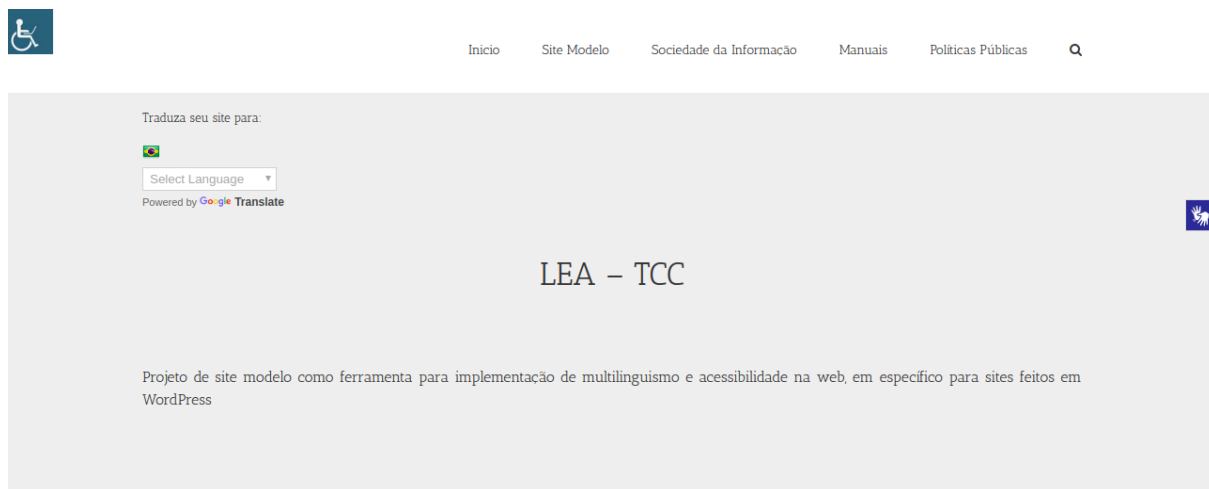 Inicio Site Modelo Sociedade da Informação Manuais Políticas Públicas
Traduza seu site para:
Select Language
Powered by Google Translate
LEA – TCC
Projeto de site modelo como ferramenta para implementação de multilinguismo e acessibilidade na web, em específico para sites feitos em
WordPress